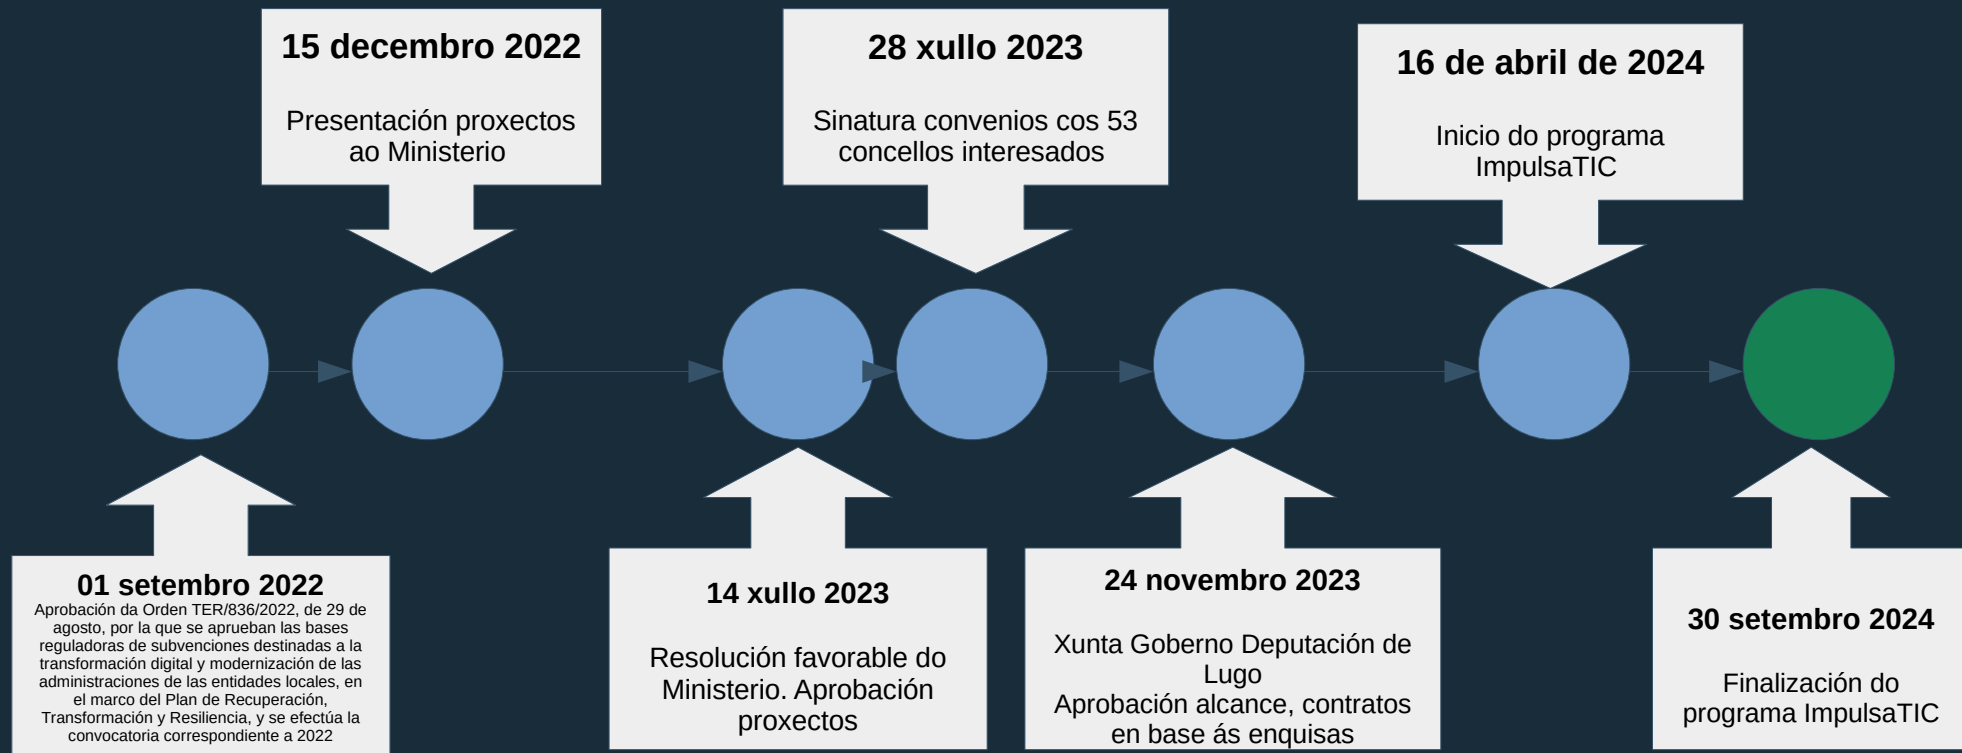 15 decembro 2022
Presentación proxectos
ao Ministerio
28 xullo 2023
Sinatura convenios cos 53
concellos interesados
16 de abril de 2024
Inicio do programa
ImpulsaTIC
01 setembro 2022
Aprobación da Orden TER/836/2022, de 29 de
agosto, por la que se aprueban las bases
reguladoras de subvenciones destinadas a la
transformación digital y modernización de las
administraciones de las entidades locales, en
el marco del Plan de Recuperación,
Transformación y Resiliencia, y se efectúa la
convocatoria correspondiente a 2022
14 xullo 2023
Resolución favorable do
Ministerio. Aprobación
proxectos
24 novembro 2023
Xunta Goberno Deputación de
Lugo
Aprobación alcance, contratos
en base ás enquisas
30 setembro 2024
Finalización do
programa ImpulsaTIC